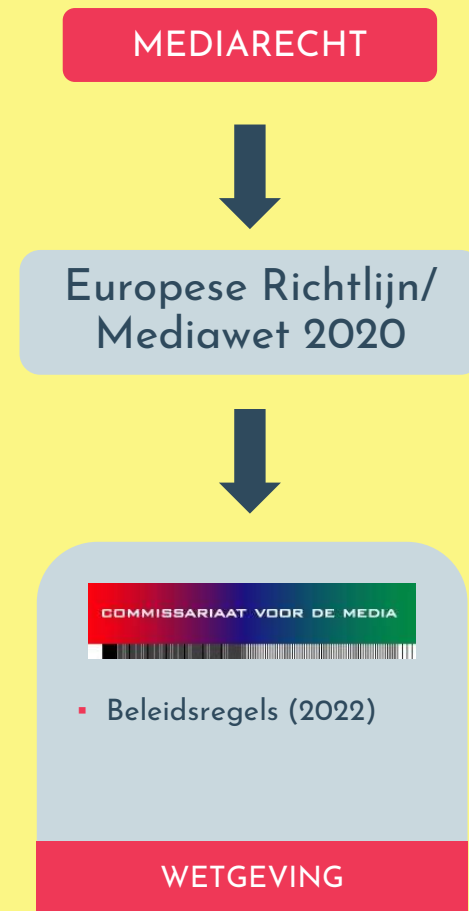 MEDIARECHT
Europese Richtlijn/
Mediawet 2020
COMMISSARIAAT VOOR DE MEDIA
▪ Beleidsregels (2022)
WETGEVING